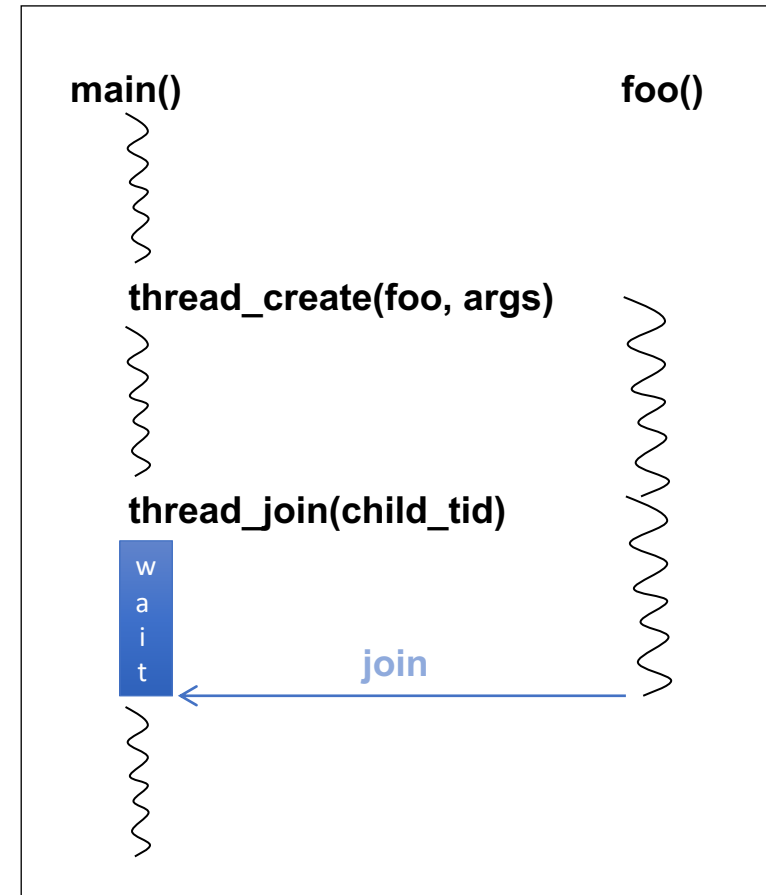 main() foo()
thread_create(foo, args)
thread_join(child_tid)
w
a
i
t
join